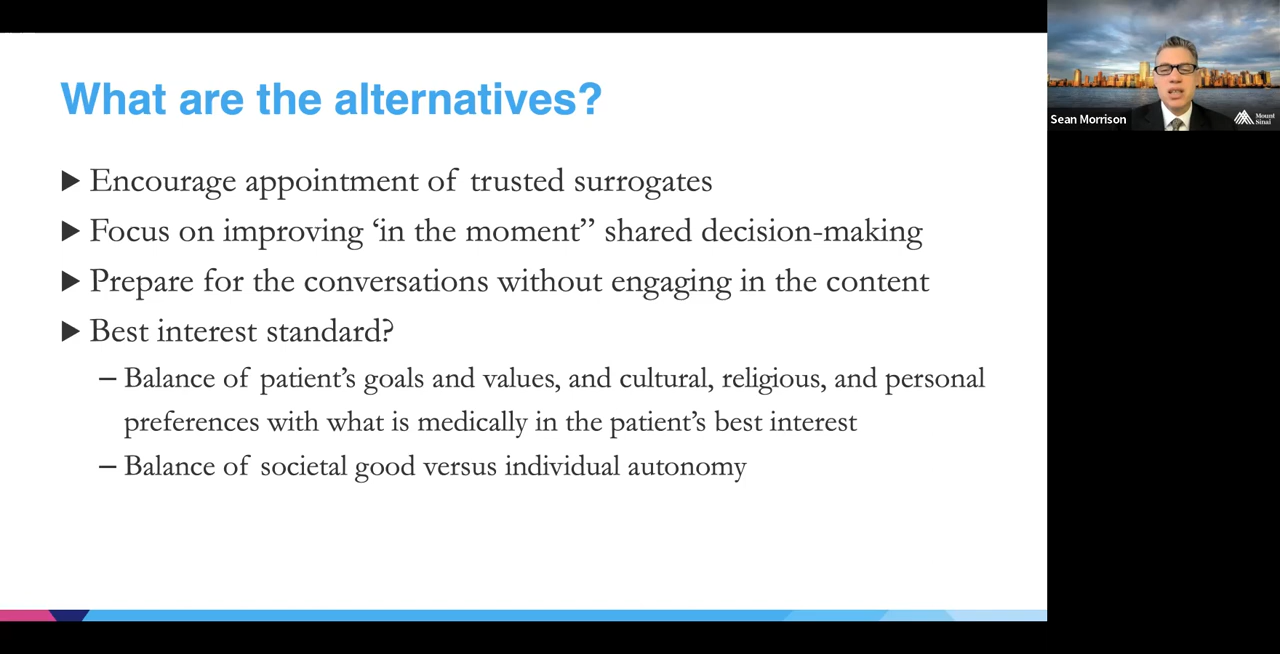 What are the alternatives?
▶ Encourage appointment of trusted surrogates
▶ Focus on improving ‘in the moment” shared decision-making
▶ Prepare for the conversations without engaging in the content
▶ Best interest standard?
– Balance of patient’s goals and values, and cultural, religious, and personal
preferences with what is medically in the patient’s best interest
– Balance of societal good versus individual autonomy
Sean Morrison
Mount
Sinai